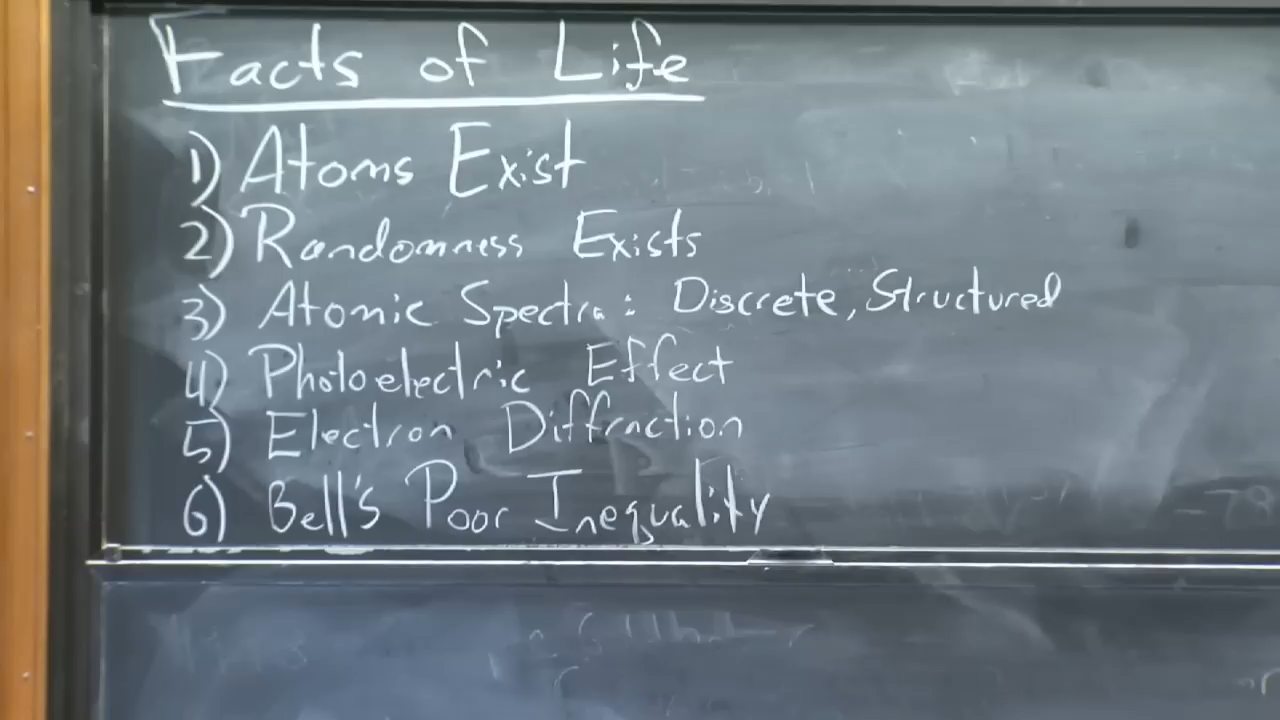 Facts of Life
1) Atoms Exist
2) Randomness Exists
3) Atomic Spectra: Discrete, Structured
4) Photoelectric Effect
5) Electron Diffraction
6) Bell's Poor Inequality